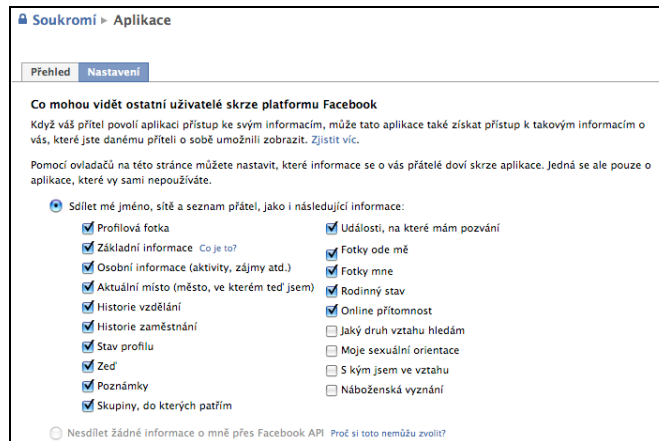 Soukromí ▸ Aplikace
Přehled Nastavení
Co mohou vidět ostatní uživatelé skrze platformu Facebook
Když váš přítel povolí aplikaci přístup ke svým informacím, může tato aplikace také získat přístup k takovým informacím o
vás, které jste danému příteli o sobě umožnili zobrazit. Zjistit víc.
Pomocí ovladačů na této stránce můžete nastavit, které informace se o vás přátelé doví skrze aplikace. Jedná se ale pouze o
aplikace, které vy sami nepoužíváte.
Sdílet mé jméno, sítě a seznam přátel, jako i následující informace:
Profilová fotka
Základní informace Co je to?
Osobní informace (aktivity, zájmy atd.)
Aktuální místo (město, ve kterém teď jsem)
Historie vzdělání
Historie zaměstnání
Stav profilu
Zeď
Poznámky
Skupiny, do kterých patřím
Události, na které mám pozvání
Fotky ode mě
Fotky mne
Rodinný stav
Online přítomnost
Jaký druh vztahu hledám
Moje sexuální orientace
S kým jsem ve vztahu
Náboženská vyznání
Nesdílet žádné informace o mně přes Facebook API Proč si toto nemůžu zvolit?